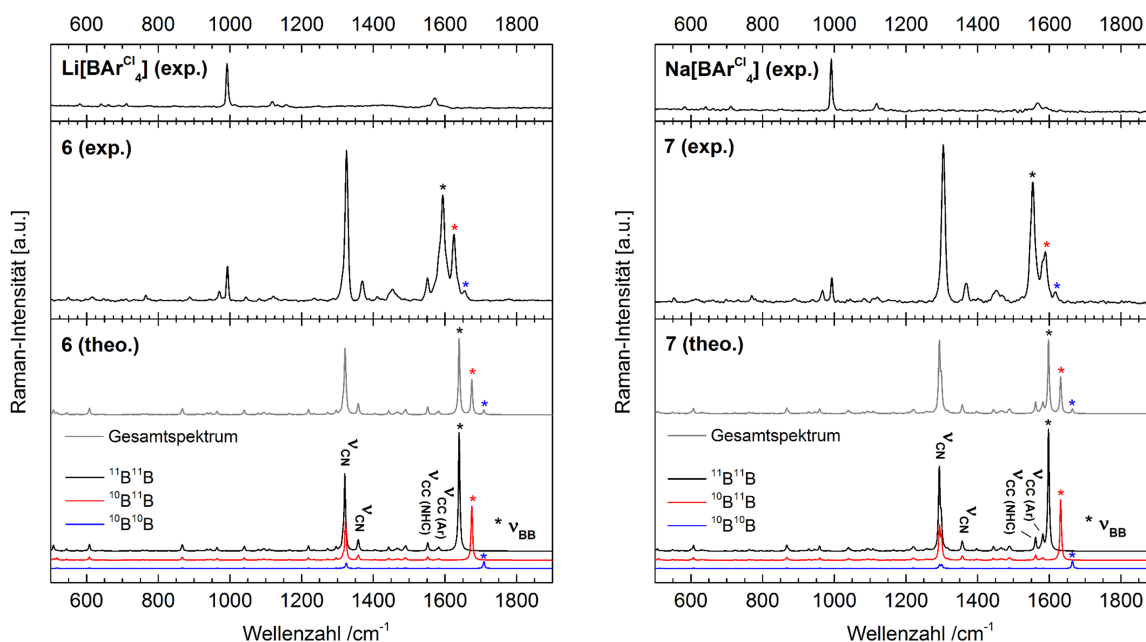 600 800 1000 1200 1400 1600 1800
Li[BAr^Cl_4] (exp.)
6 (exp.)
*
*
*
6 (theo.)
*
*
*
Gesamtspektrum
*
ν_CN
ν_CN
ν_CC (NHC)
ν_CC (Ar)
¹¹B¹¹B
¹⁰B¹¹B
¹⁰B¹⁰B
*
* ν_BB
*
600 800 1000 1200 1400 1600 1800
Wellenzahl /cm⁻¹
Raman-Intensität [a.u.]
600 800 1000 1200 1400 1600 1800
Na[BAr^Cl_4] (exp.)
7 (exp.)
*
*
*
7 (theo.)
*
*
*
Gesamtspektrum
*
ν_CN
ν_CN
ν_CC (NHC)
ν_CC (Ar)
¹¹B¹¹B
¹⁰B¹¹B
¹⁰B¹⁰B
*
* ν_BB
*
600 800 1000 1200 1400 1600 1800
Wellenzahl /cm⁻¹
Raman-Intensität [a.u.]